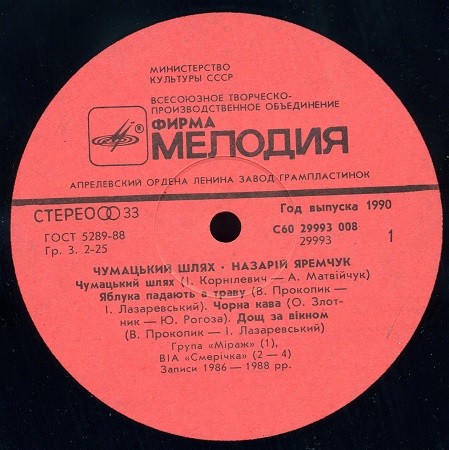 МИНИСТЕРСТВО
КУЛЬТУРЫ СССР
ВСЕСОЮЗНОЕ ТВОРЧЕСКО-
ПРОИЗВОДСТВЕННОЕ ОБЪЕДИНЕНИЕ
® ФИРМА
МЕЛОДИЯ
АПРЕЛЕВСКИЙ ОРДЕНА ЛЕНИНА ЗАВОД ГРАМПЛАСТИНОК
СТЕРЕО 33
Год выпуска 1990
ГОСТ 5289-88
С60 29993 008
Гр. 3. 2-25
29993
1
ЧУМАЦЬКИЙ ШЛЯХ · НАЗАРІЙ ЯРЕМЧУК
Чумацький шлях (І. Корнілевич — А. Матвійчук)
Яблука падають в траву (В. Прокопик —
І. Лазаревський). Чорна кава (О. Злот-
ник — Ю. Рогоза). Дощ за вікном
(В. Прокопик — І. Лазаревський)
Група «Міраж» (1),
ВІА «Смерічка» (2 — 4)
Записи 1986 — 1988 рр.